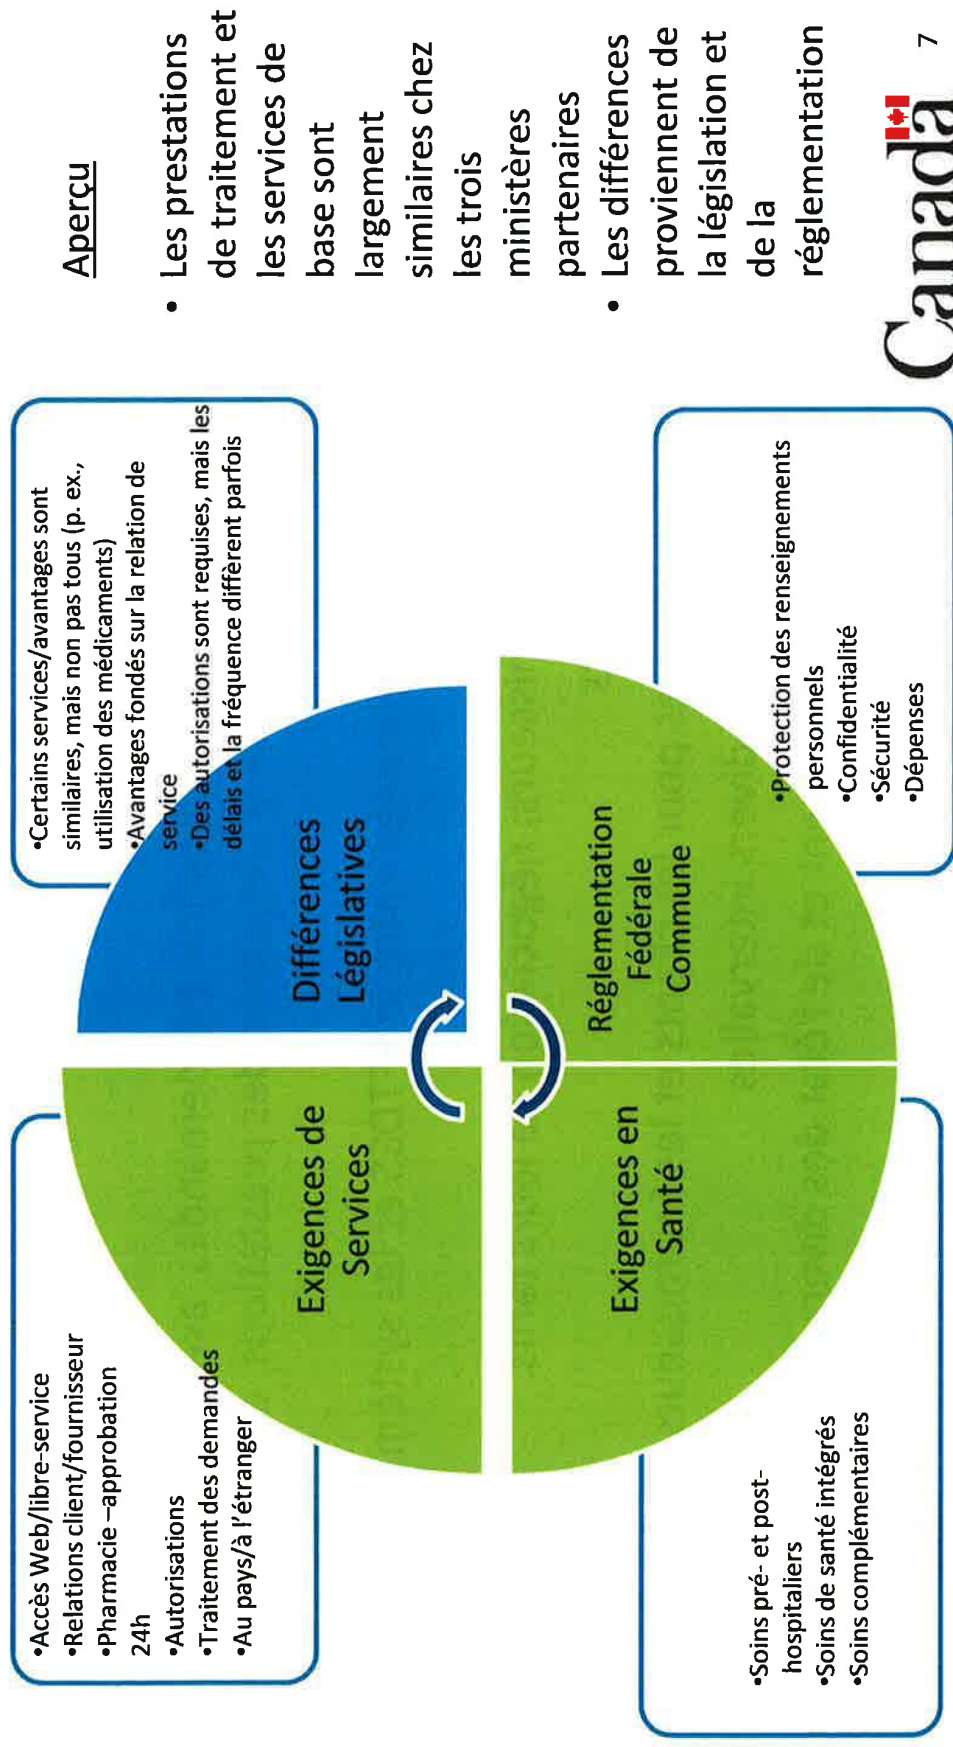 •Accès Web/libre-service
•Relations client/fournisseur
•Pharmacie –approbation
24h
•Autorisations
•Traitement des demandes
•Au pays/à l'étranger
Exigences de
Services
•Certains services/avantages sont
similaires, mais non pas tous (p. ex.,
utilisation des médicaments)
•Avantages fondés sur la relation de
service
•Des autorisations sont requises, mais les
délais et la fréquence diffèrent parfois
Différences
Législatives
•Soins pré- et post-
hospitaliers
•Soins de santé intégrés
•Soins complémentaires
Exigences en
Santé
Réglementation
Fédérale
Commune
•Protection des renseignements
personnels
•Confidentialité
•Sécurité
•Dépenses
Aperçu
• Les prestations
de traitement et
les services de
base sont
largement
similaires chez
les trois
ministères
partenaires
• Les différences
proviennent de
la législation et
de la
réglementation
Canada
7